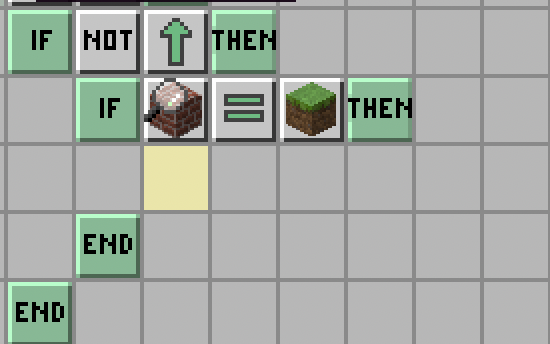 IF NOT THEN
IF THEN
END
END